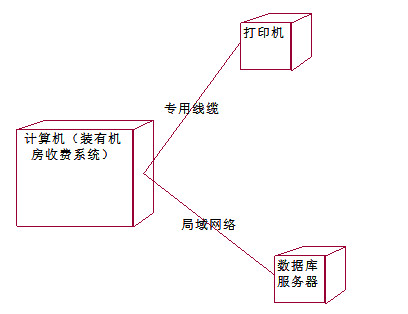 打印机
专用线缆
计算机（装有机
房收费系统）
局域网络
数据库
服务器